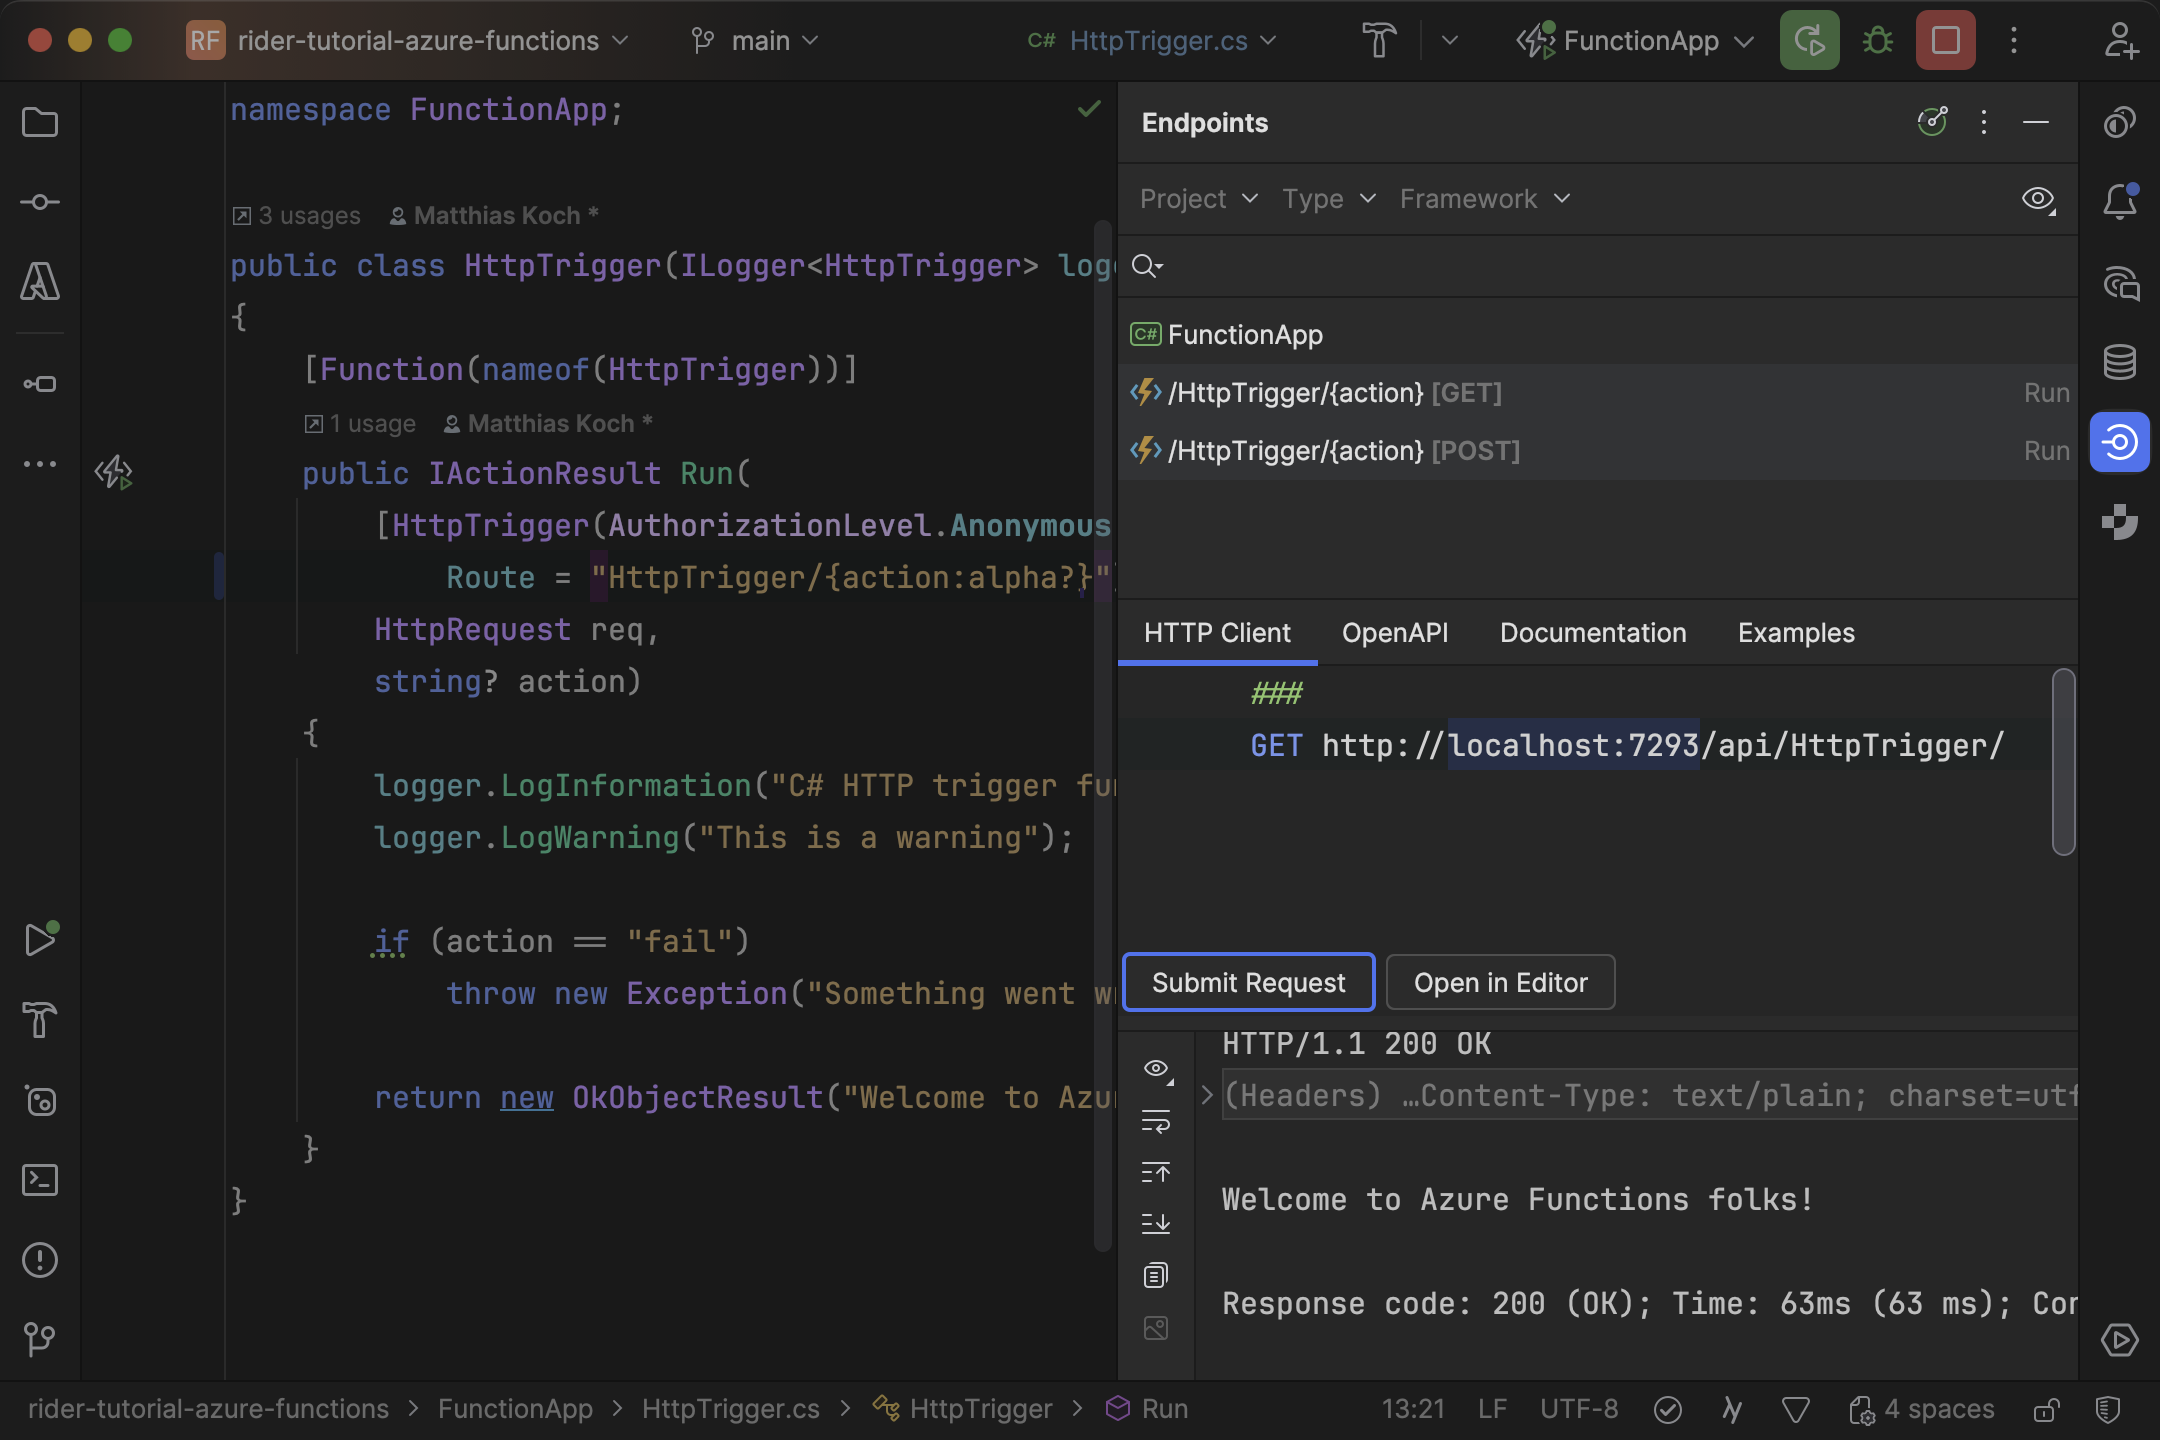 RF rider-tutorial-azure-functions
main
C# HttpTrigger.cs
FunctionApp
namespace FunctionApp;
3 usages Matthias Koch *
public class HttpTrigger(ILogger<HttpTrigger> logg
{
[Function(nameof(HttpTrigger))]
1 usage Matthias Koch *
public IActionResult Run(
[HttpTrigger(AuthorizationLevel.Anonymous
Route = "HttpTrigger/{action:alpha?}"
HttpRequest req,
string? action)
{
logger.LogInformation("C# HTTP trigger fu
logger.LogWarning("This is a warning");
if (action == "fail")
throw new Exception("Something went w
return new OkObjectResult("Welcome to Azu
}
}
Endpoints
Project Type Framework
C# FunctionApp
/HttpTrigger/{action} [GET] Run
/HttpTrigger/{action} [POST] Run
HTTP Client OpenAPI Documentation Examples
###
GET http://localhost:7293/api/HttpTrigger/
Submit Request Open in Editor
HTTP/1.1 200 OK
(Headers) …Content-Type: text/plain; charset=utf
Welcome to Azure Functions folks!
Response code: 200 (OK); Time: 63ms (63 ms); Con
rider-tutorial-azure-functions > FunctionApp > HttpTrigger.cs > HttpTrigger > Run
13:21 LF UTF-8 4 spaces